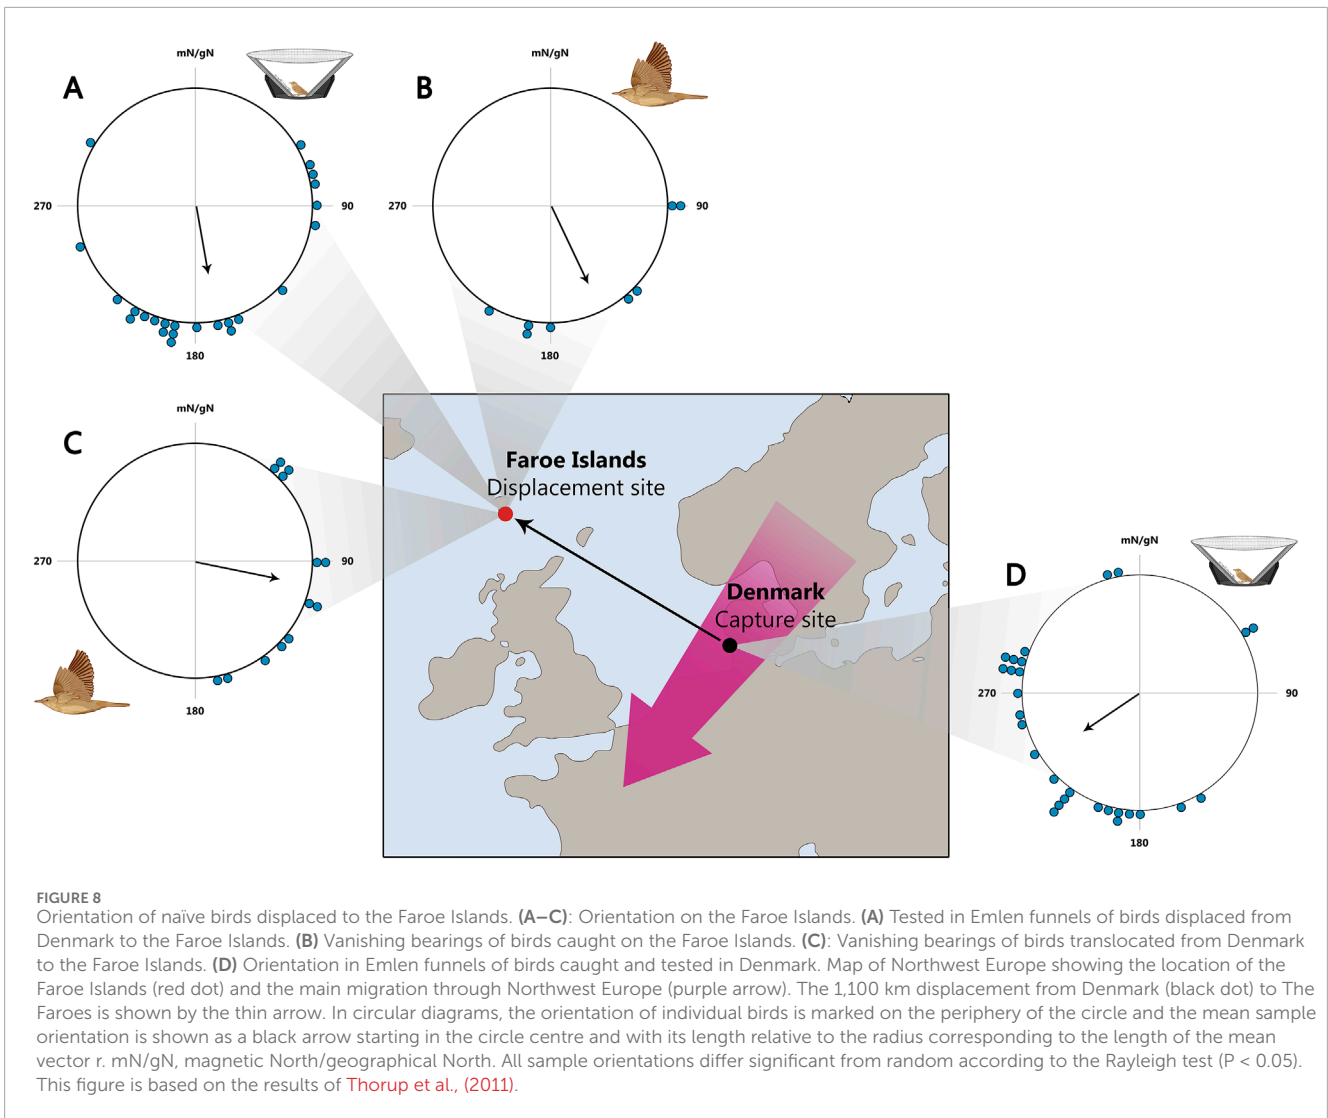 mN/gN
mN/gN
A
B
270
90
270
90
180
180
mN/gN
C
270
90
180
Faroe Islands
Displacement site
Denmark
Capture site
mN/gN
D
270
90
180
FIGURE 8
Orientation of naïve birds displaced to the Faroe Islands. (A–C): Orientation on the Faroe Islands. (A) Tested in Emlen funnels of birds displaced from
Denmark to the Faroe Islands. (B) Vanishing bearings of birds caught on the Faroe Islands. (C): Vanishing bearings of birds translocated from Denmark
to the Faroe Islands. (D) Orientation in Emlen funnels of birds caught and tested in Denmark. Map of Northwest Europe showing the location of the
Faroe Islands (red dot) and the main migration through Northwest Europe (purple arrow). The 1,100 km displacement from Denmark (black dot) to The
Faroes is shown by the thin arrow. In circular diagrams, the orientation of individual birds is marked on the periphery of the circle and the mean sample
orientation is shown as a black arrow starting in the circle centre and with its length relative to the radius corresponding to the length of the mean
vector r. mN/gN, magnetic North/geographical North. All sample orientations differ significant from random according to the Rayleigh test (P < 0.05).
This figure is based on the results of Thorup et al., (2011).